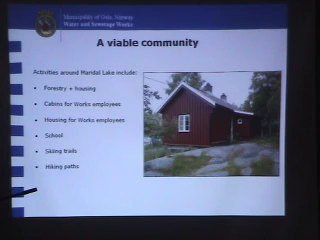 Municipality of Oslo, Norway
Water and Sewerage Works
A viable community
Activities around Maridal Lake include:
• Forestry + housing
• Cabins for Works employees
• Housing for Works employees
• School
• Skiing trails
• Hiking paths